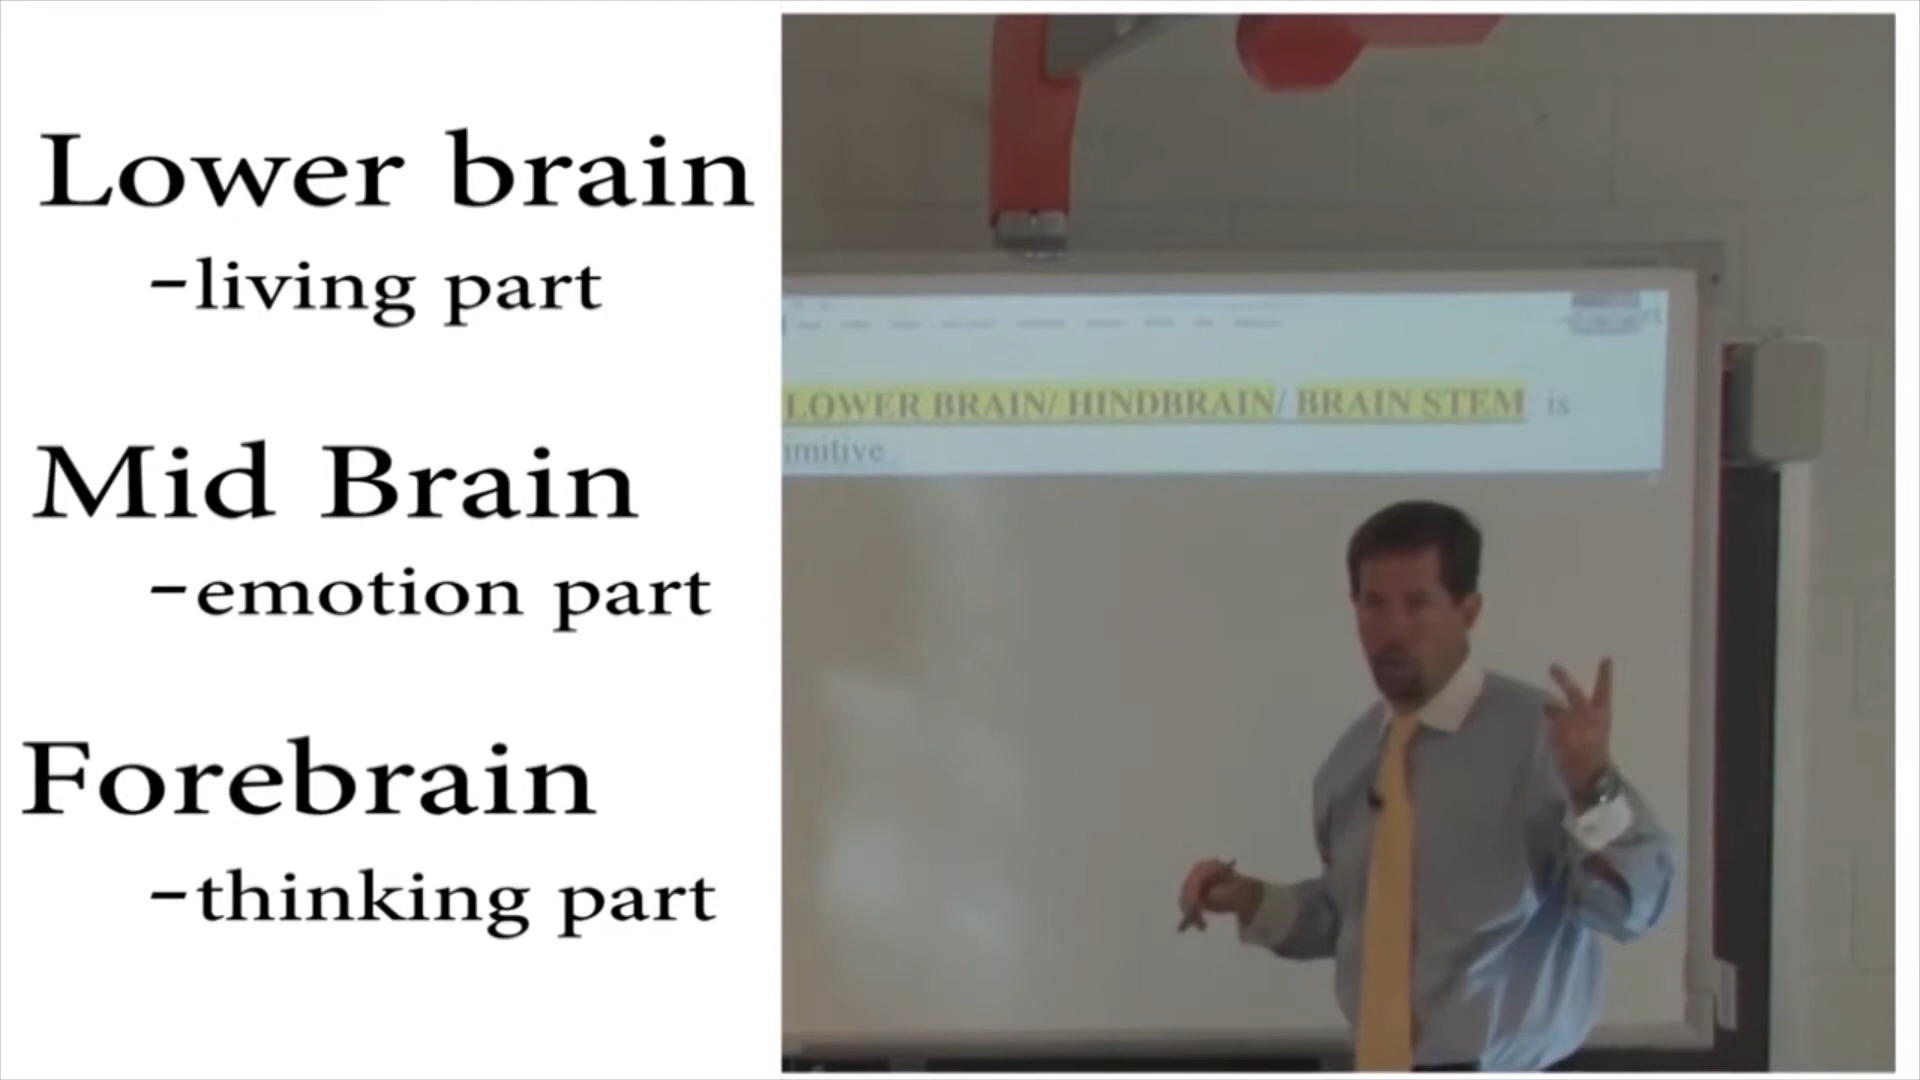 Lower brain
-living part
Mid Brain
-emotion part
Forebrain
-thinking part
LOWER BRAIN/ HINDBRAIN/ BRAIN STEM is
imitive